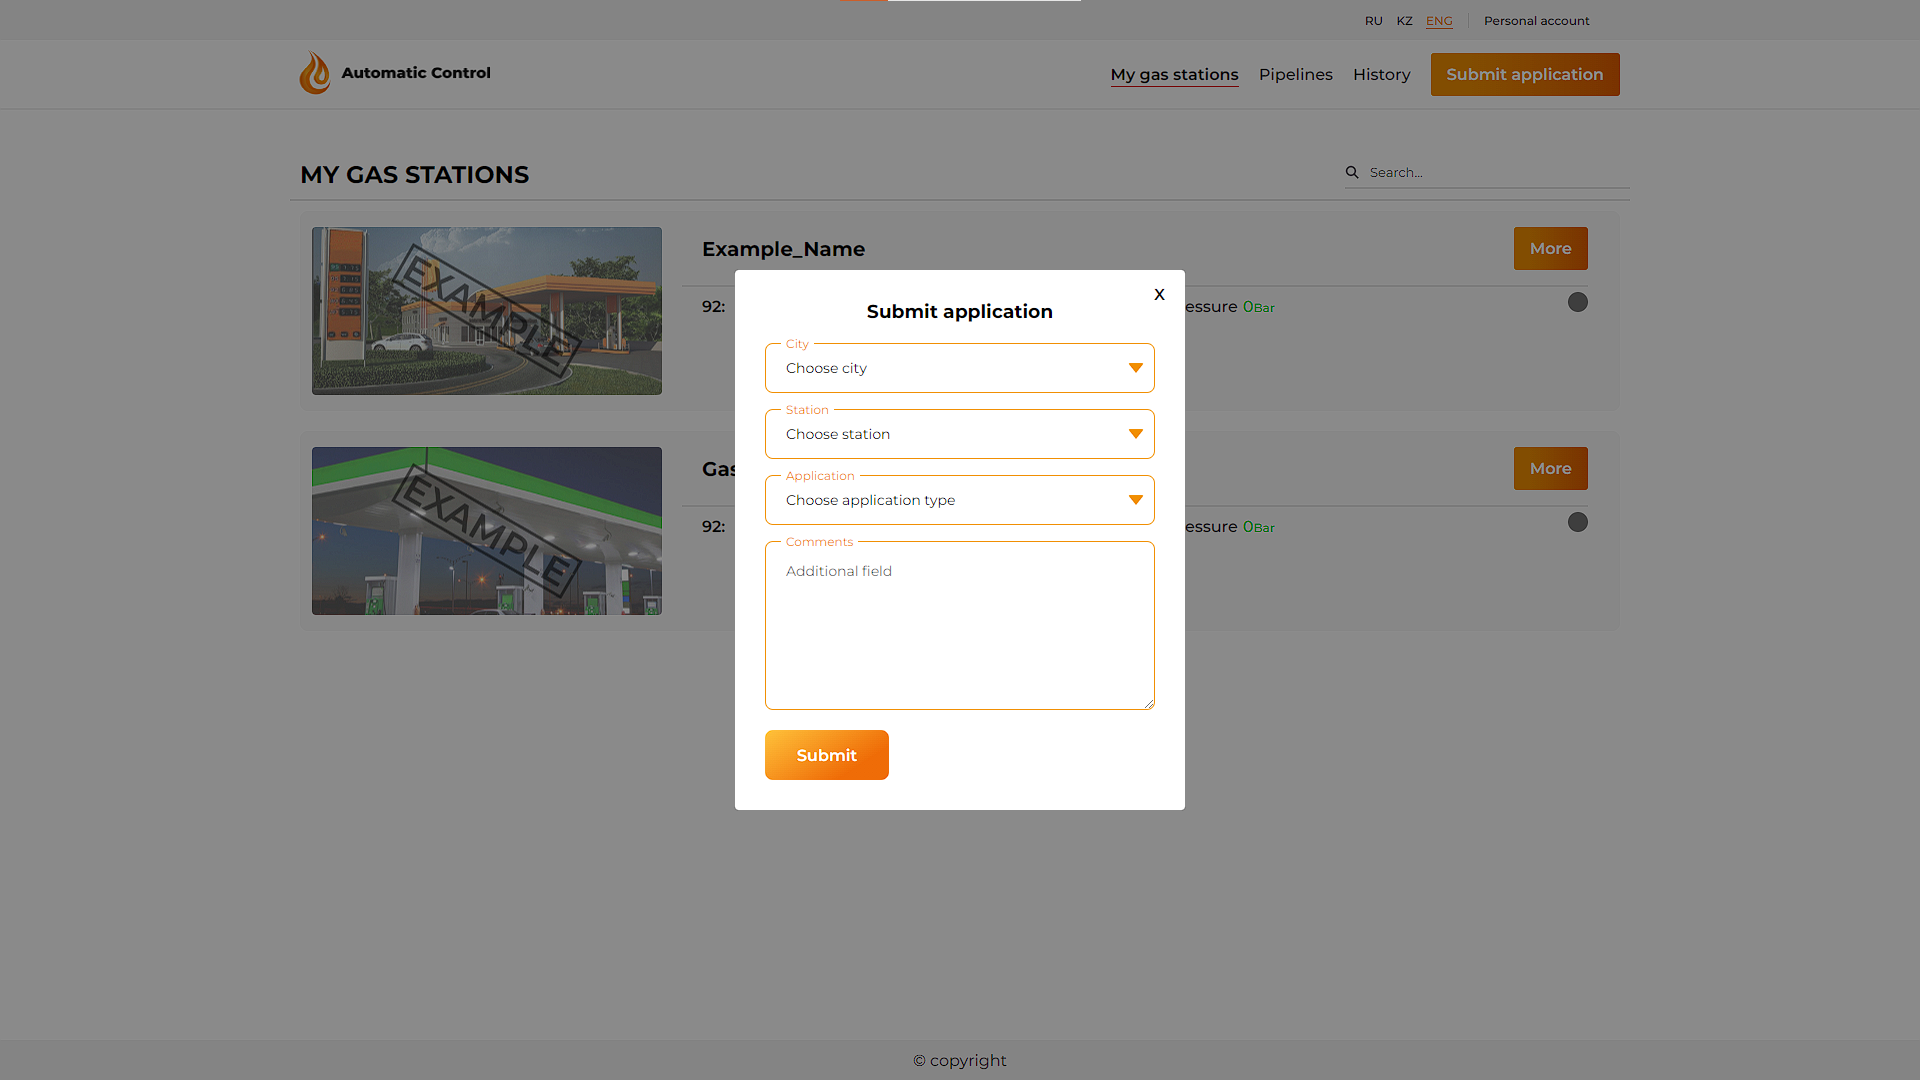 RU KZ ENG Personal account
Automatic Control
My gas stations Pipelines History Submit application
MY GAS STATIONS
Search...
EXAMPLE
Example_Name
More
92:
essure 0Bar
Submit application
X
City
Choose city
Station
Choose station
Application
Choose application type
Comments
Additional field
Submit
EXAMPLE
Gas
More
92:
essure 0Bar
© copyright